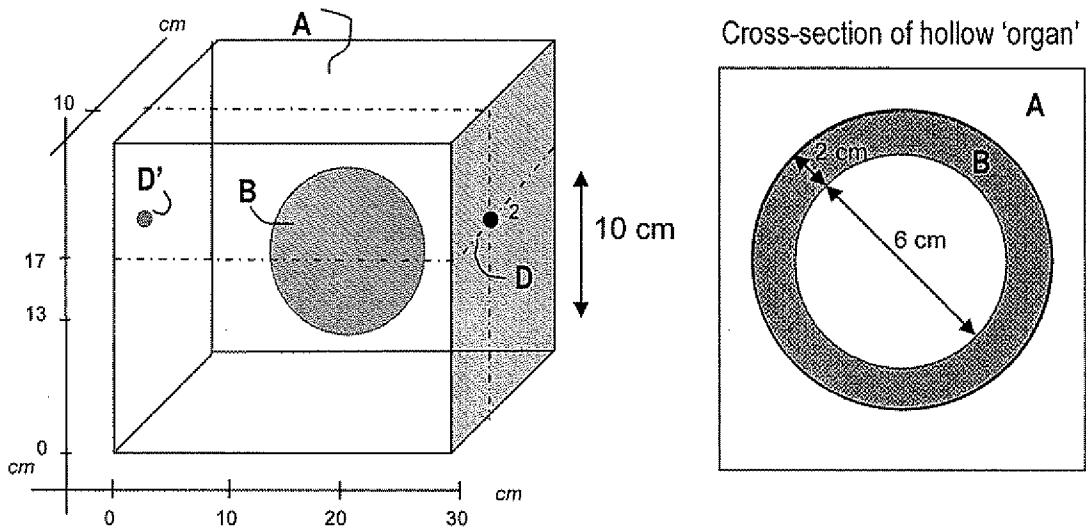 cm
A
Cross-section of hollow 'organ'
10
A
D'
B
2 cm
B
2
10 cm
6 cm
D
17
13
0
cm
cm
0
10
20
30